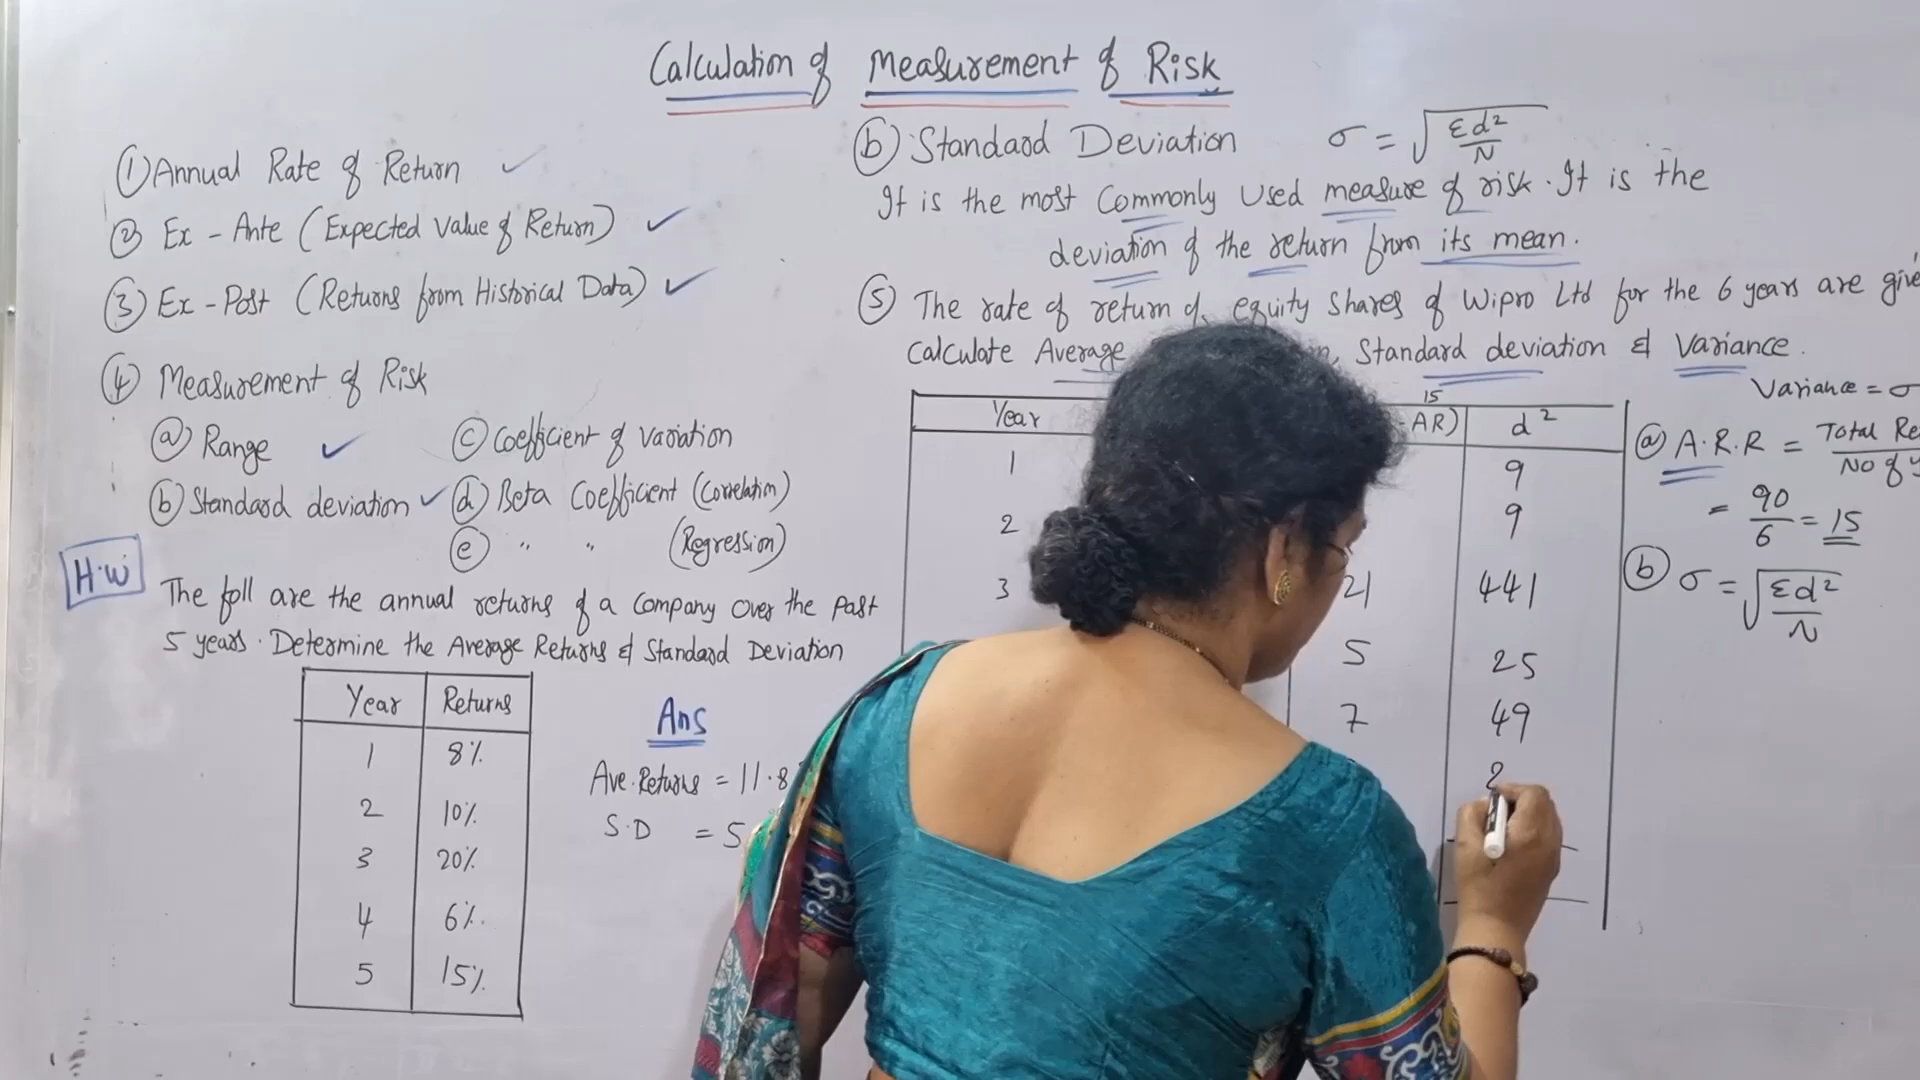 Calculation of Measurement of Risk
① Annual Rate of Return
② Ex - Ante (Expected Value of Return)
③ Ex - Post (Returns from Historical Data)
④ Measurement of Risk
ⓐ Range
ⓑ Standard deviation
ⓒ Coefficient of variation
ⓓ Beta Coefficient (Correlation)
ⓔ " " (Regression)
H.W
The foll are the annual returns of a company over the past
5 years. Determine the Average Returns & Standard Deviation
Year Returns
1 8%
2 10%
3 20%
4 6%
5 15%
Ans
Ave. Returns = 11.8
S.D = 5
ⓑ Standard Deviation σ = √Σd²/N
It is the most Commonly Used measure of risk. It is the
deviation of the return from its mean.
⑤ The rate of return of equity Shares of Wipro Ltd for the 6 years are
Calculate Average Standard deviation & Variance.
Year 15 AR) d²
1 9
2 9
3 21 441
5 25
7 49
Variance = σ
ⓐ A.R.R = Total / No of
= 90/6 = 15
ⓑ σ = √Σd²/N